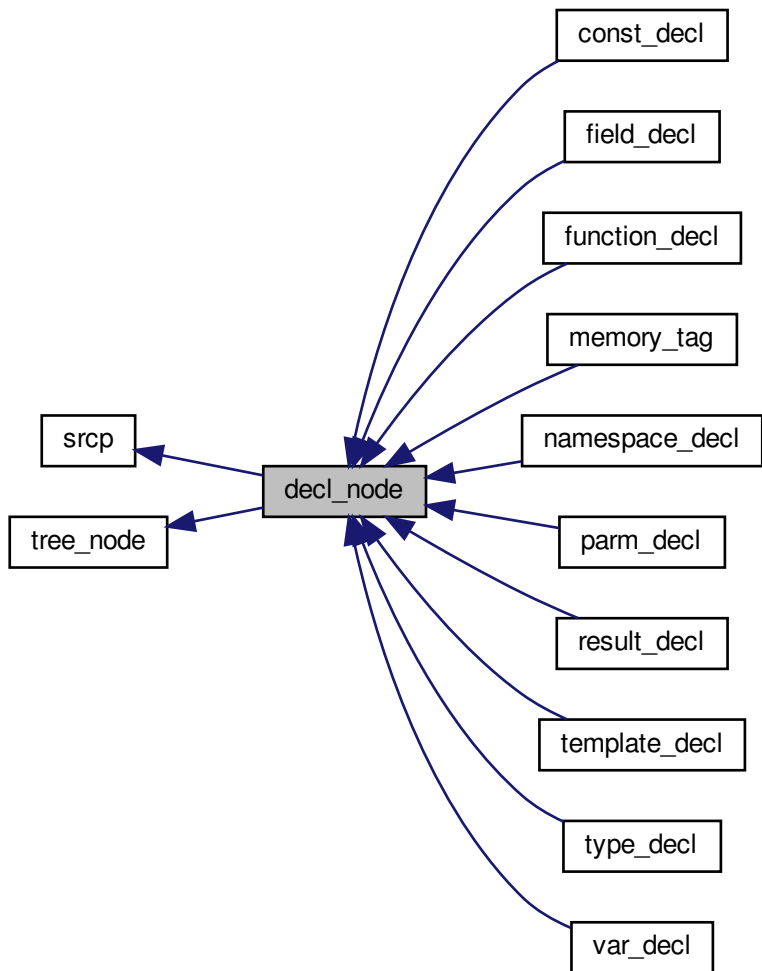 const_decl
field_decl
function_decl
memory_tag
srcp
namespace_decl
decl_node
tree_node
parm_decl
result_decl
template_decl
type_decl
var_decl